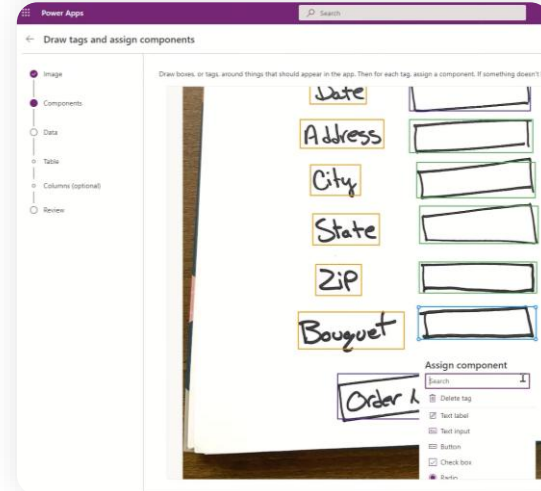 Power Apps
Search
Draw tags and assign components
Image
Components
Data
Table
Columns (optional)
Review
Draw boxes, or tags, around things that should appear in the app. Then for each tag, assign a component. If something doesn't
Date
Address
City
State
Zip
Bouquet
Order
Assign component
Search
Delete tag
Text label
Text input
Button
Check box
Radio